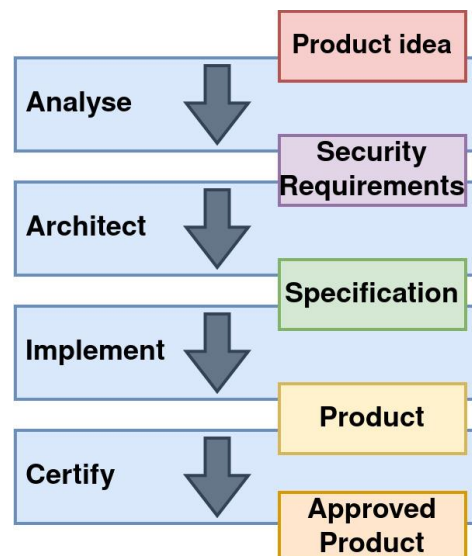 Product idea
Analyse
Security
Requirements
Architect
Specification
Implement
Product
Certify
Approved
Product